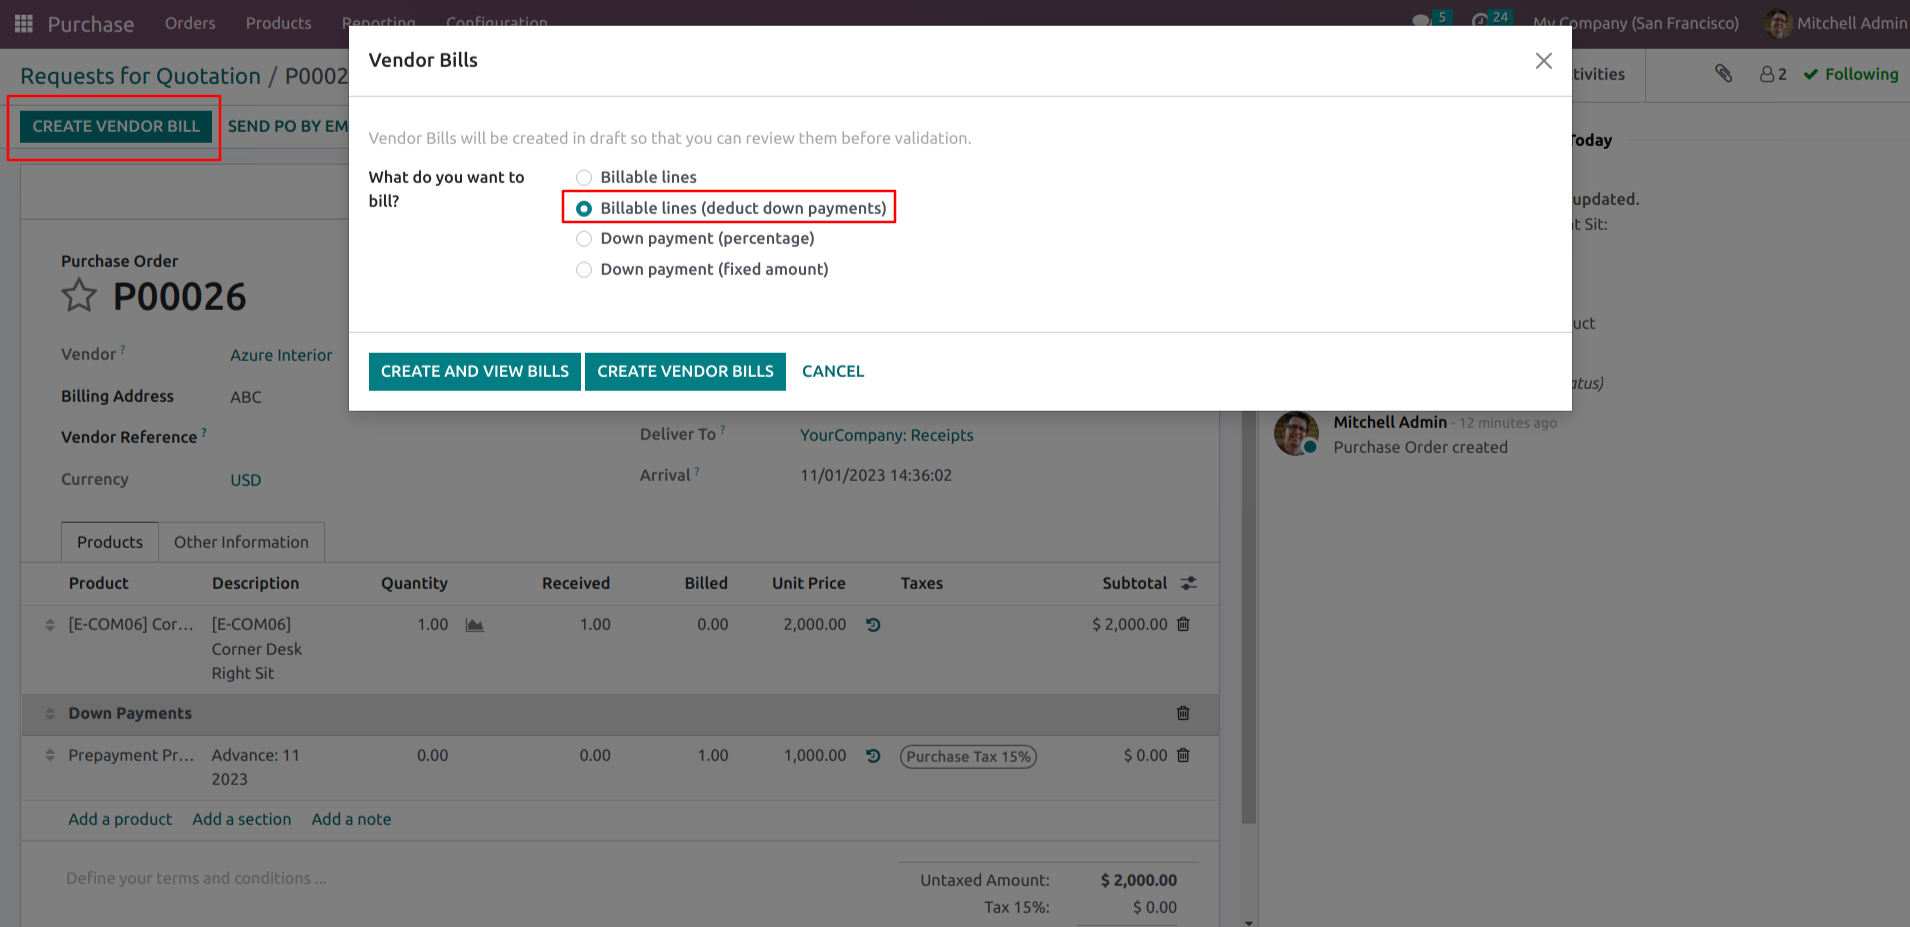 Purchase Orders Products Reporting Configuration 5 24 My Company (San Francisco) Mitchell Admin
Requests for Quotation / P0002
CREATE VENDOR BILL SEND PO BY EM
tivities 2 Following
Vendor Bills
Vendor Bills will be created in draft so that you can review them before validation.
What do you want to
bill?
Billable lines
Billable lines (deduct down payments)
Down payment (percentage)
Down payment (fixed amount)
CREATE AND VIEW BILLS CREATE VENDOR BILLS CANCEL
Purchase Order
P00026
Vendor ? Azure Interior
Billing Address ABC
Vendor Reference ?
Currency USD
Deliver To ? YourCompany: Receipts
Arrival ? 11/01/2023 14:36:02
Products Other Information
Product Description Quantity Received Billed Unit Price Taxes Subtotal
[E-COM06] Cor... [E-COM06] 1.00 1.00 0.00 2,000.00 $ 2,000.00
Corner Desk
Right Sit
Down Payments
Prepayment Pr... Advance: 11 0.00 0.00 1.00 1,000.00 Purchase Tax 15% $ 0.00
2023
Add a product Add a section Add a note
Define your terms and conditions ...
Untaxed Amount: $ 2,000.00
Tax 15%: $ 0.00
Today
updated.
t Sit:
uct
atus)
Mitchell Admin - 12 minutes ago
Purchase Order created